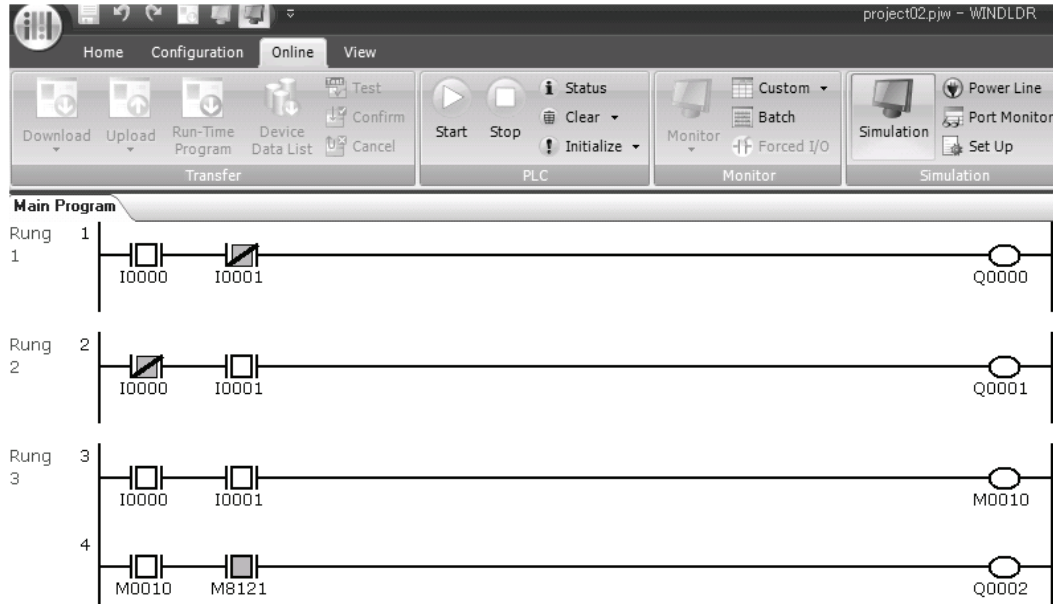 project02.pjw - WINDLDR
Home Configuration Online View
Download Upload Run-Time Program Device Data List Test Confirm Cancel
Start Stop Status Clear Initialize
Monitor Custom Batch Forced I/O
Simulation Power Line Port Monitor Set Up
Transfer PLC Monitor Simulation
Main Program
Rung 1 1
I0000 I0001 Q0000
Rung 2 2
I0000 I0001 Q0001
Rung 3 3
I0000 I0001 M0010
4
M0010 M8121 Q0002